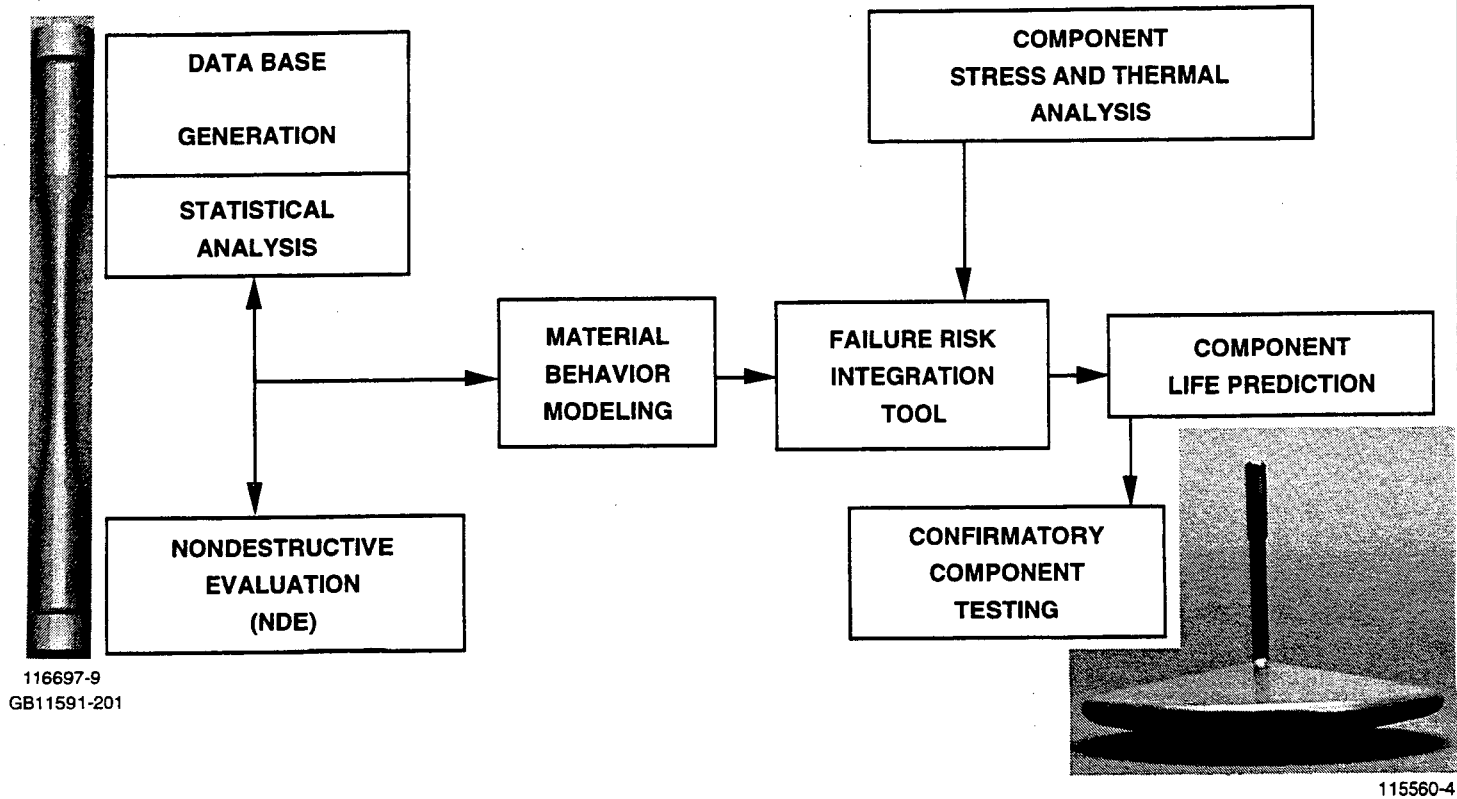 DATA BASE
GENERATION
STATISTICAL
ANALYSIS
COMPONENT
STRESS AND THERMAL
ANALYSIS
MATERIAL
BEHAVIOR
MODELING
FAILURE RISK
INTEGRATION
TOOL
COMPONENT
LIFE PREDICTION
NONDESTRUCTIVE
EVALUATION
(NDE)
CONFIRMATORY
COMPONENT
TESTING
116697-9
GB11591-201
115560-4